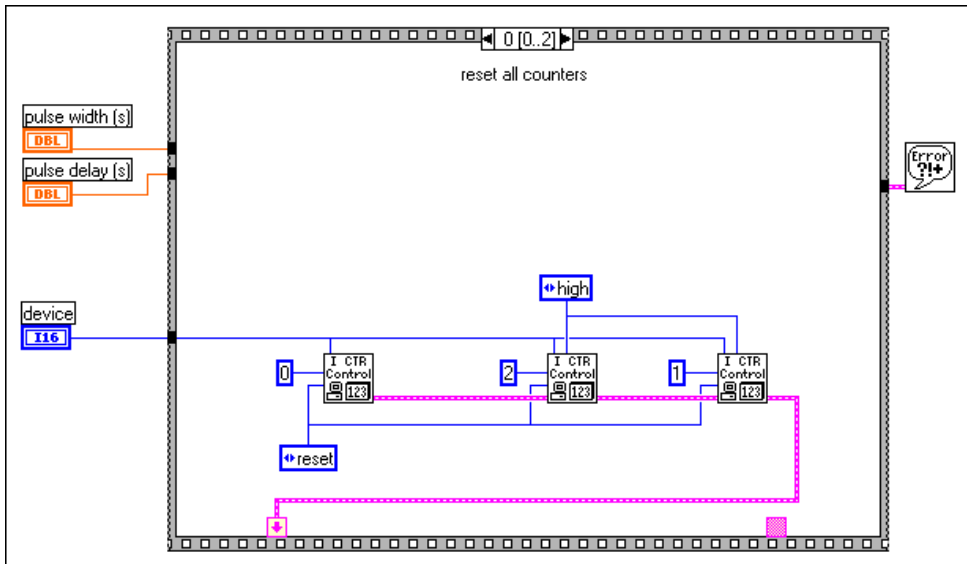 0 [0..2]
reset all counters
pulse width (s)
DBL
pulse delay (s)
DBL
Error
?!+
high
device
I16
I CTR
Control
123
I CTR
Control
123
I CTR
Control
123
0
2
1
reset